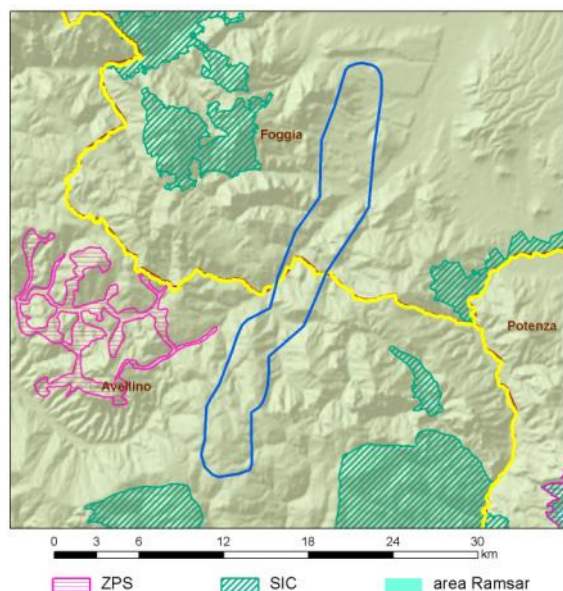 Foggia
Potenza
Avellino
0 3 6 12 18 24 30
km
ZPS SIC area Ramsar